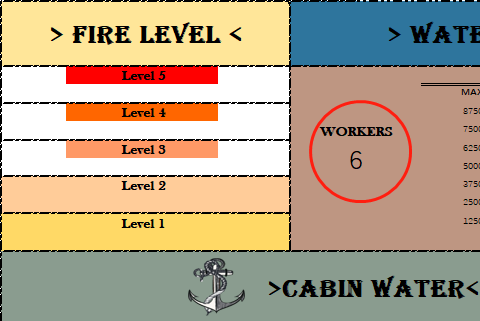 > FIRE LEVEL <
> WATE
Level 5
Level 4
Level 3
Level 2
Level 1
WORKERS
6
MAX
8750
7500
6250
5000
3750
2500
1250
>CABIN WATER<